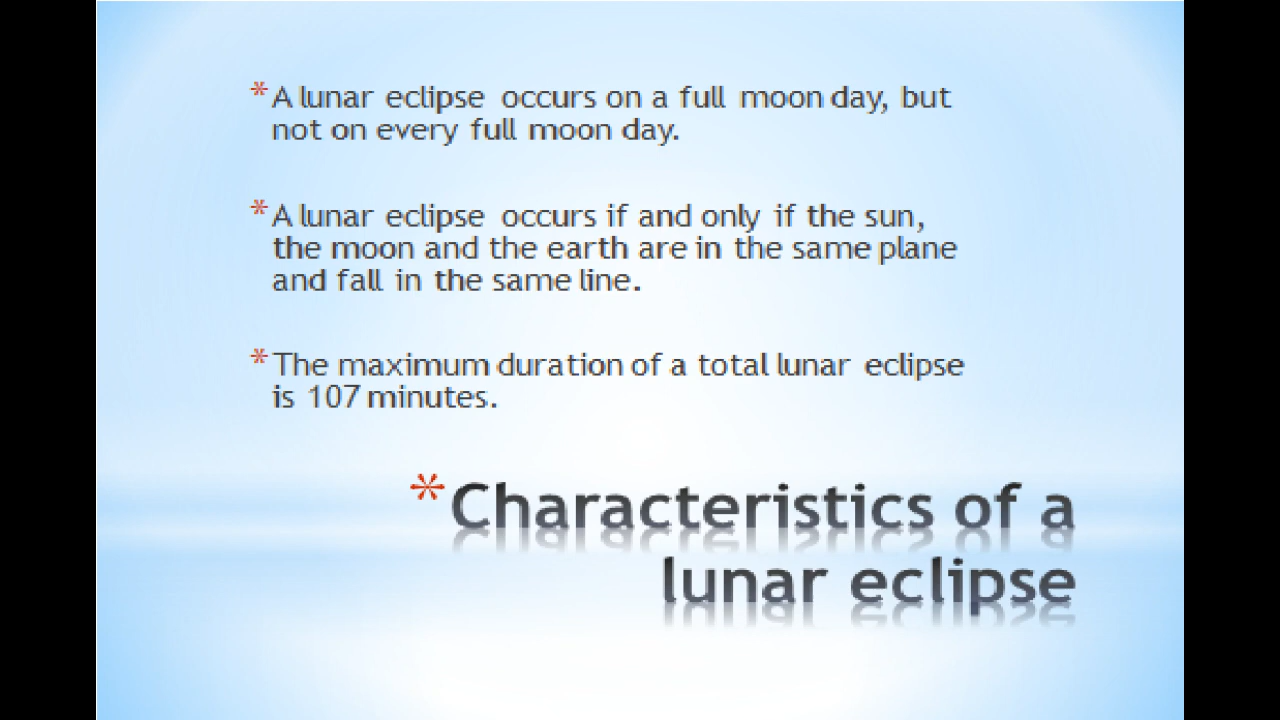 * A lunar eclipse occurs on a full moon day, but
not on every full moon day.
* A lunar eclipse occurs if and only if the sun,
the moon and the earth are in the same plane
and fall in the same line.
* The maximum duration of a total lunar eclipse
is 107 minutes.
* Characteristics of a
lunar eclipse